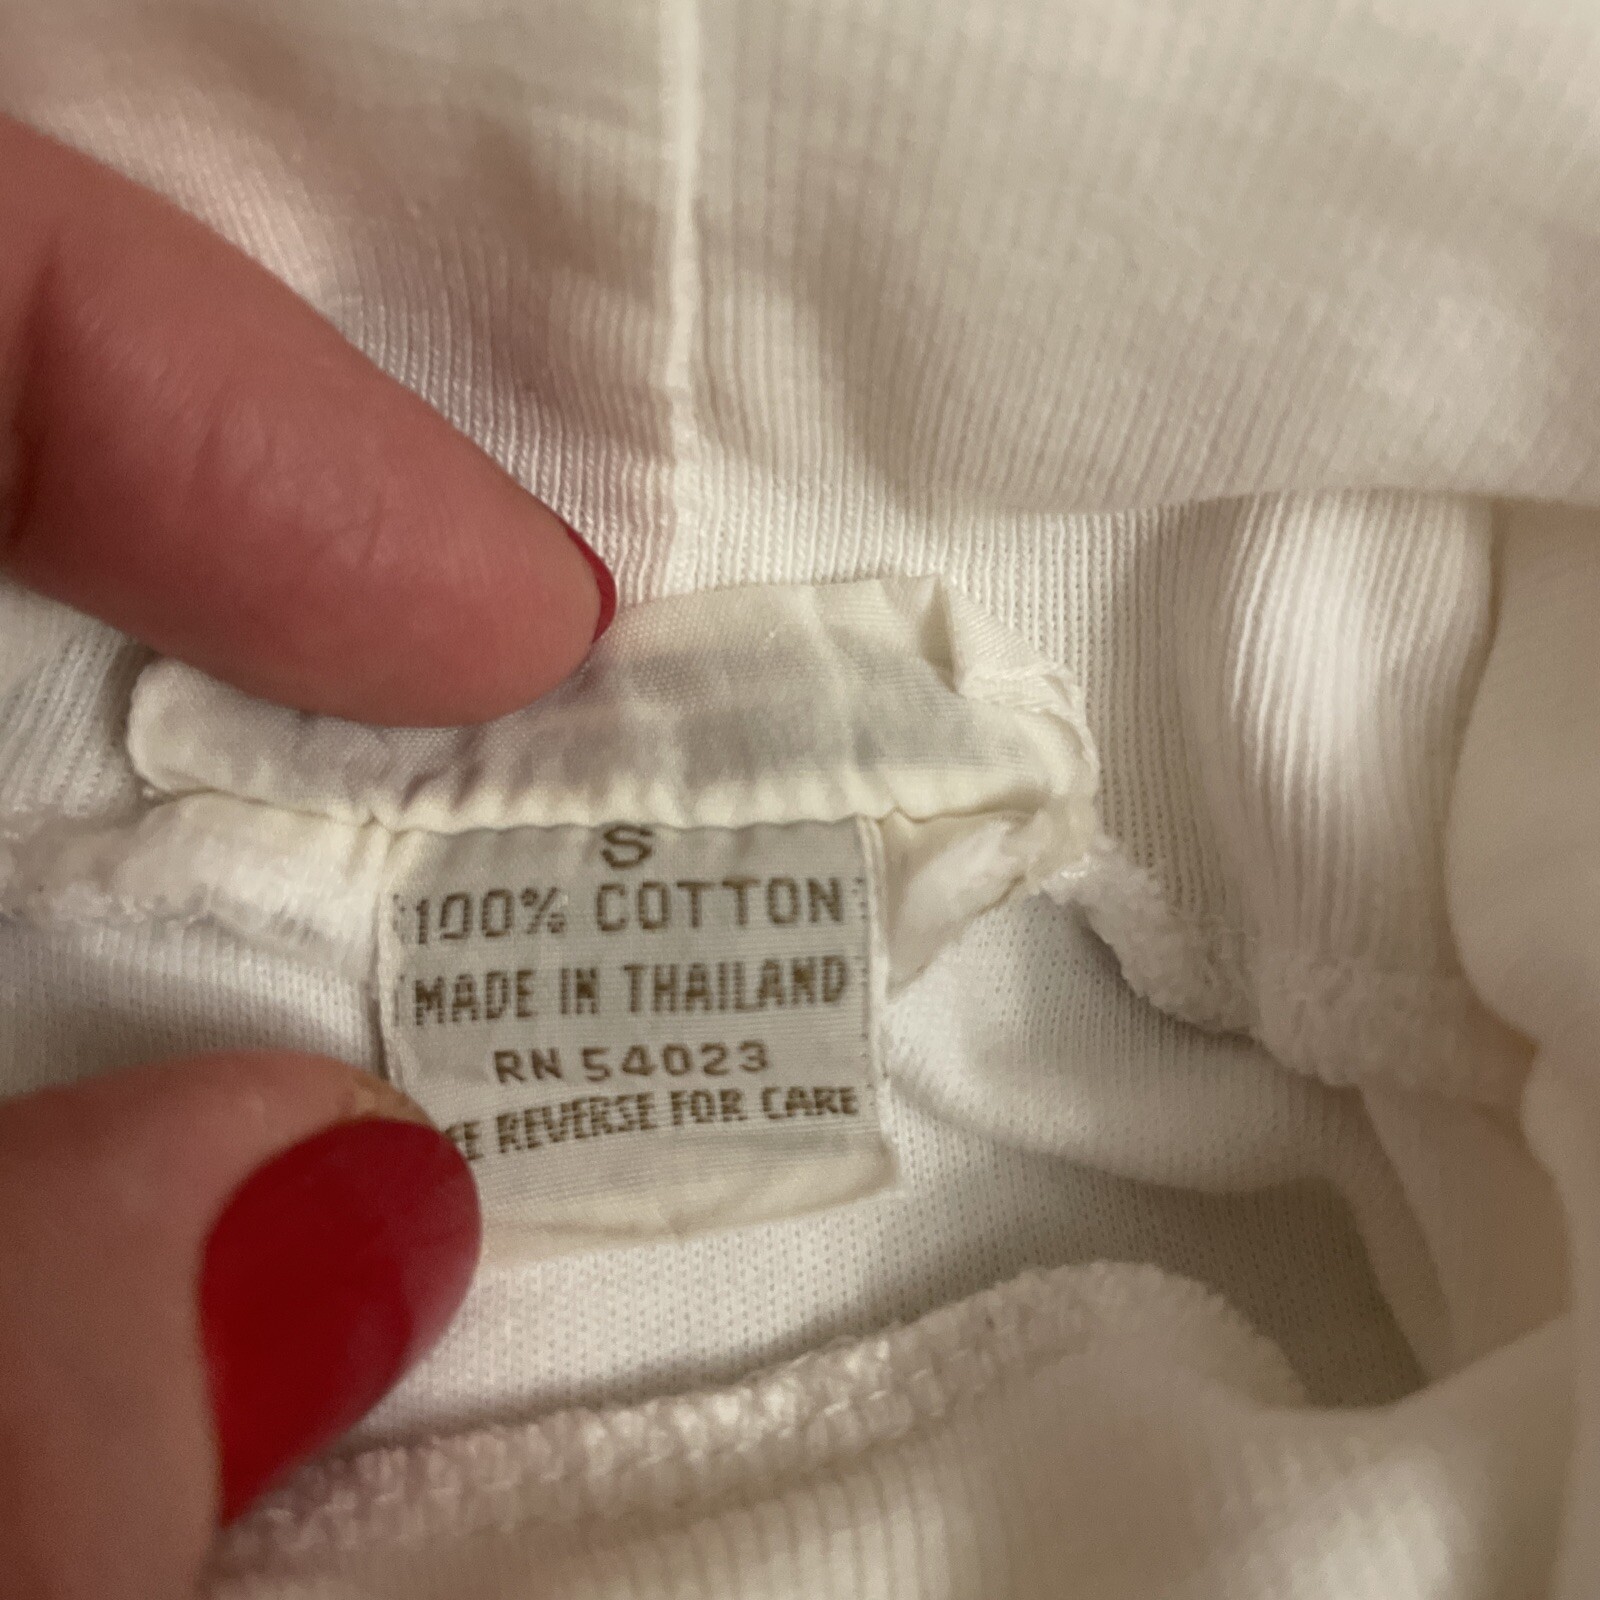 S
100% COTTON
MADE IN THAILAND
RN 54023
REVERSE FOR CARE